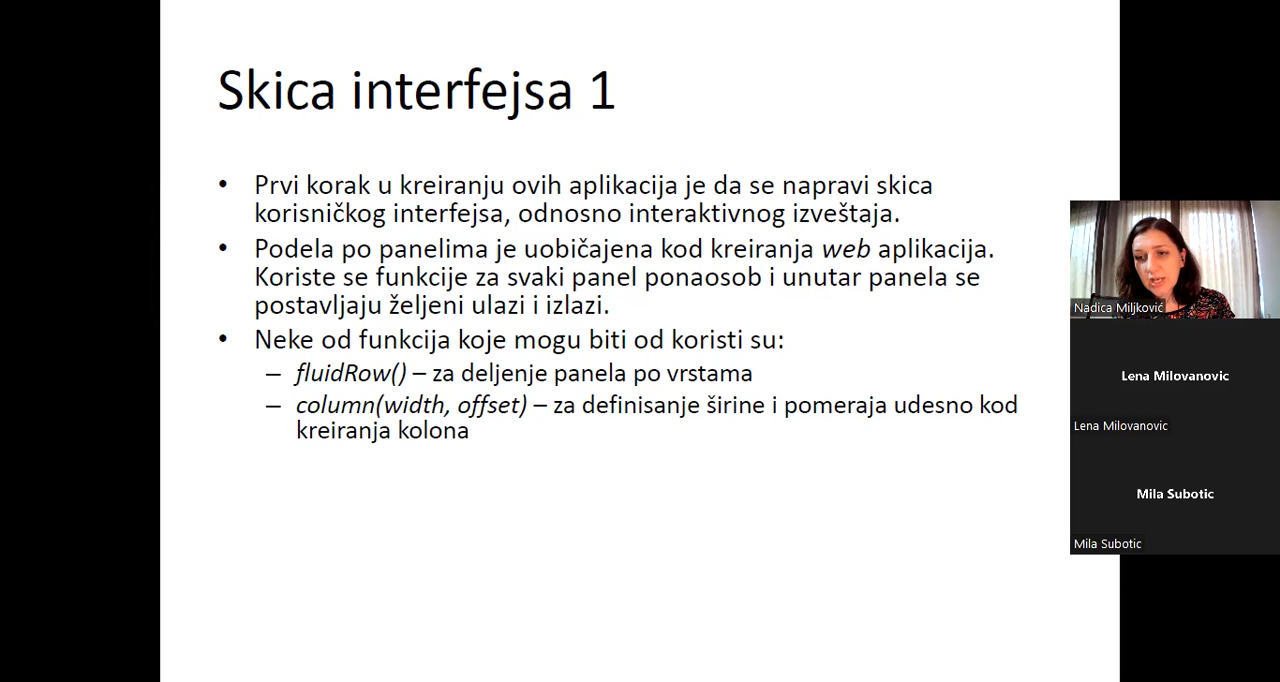 Skica interfejsa 1
• Prvi korak u kreiranju ovih aplikacija je da se napravi skica
korisničkog interfejsa, odnosno interaktivnog izveštaja.
• Podela po panelima je uobičajena kod kreiranja web aplikacija.
Koriste se funkcije za svaki panel ponaosob i unutar panela se
postavljaju željeni ulazi i izlazi.
• Neke od funkcija koje mogu biti od koristi su:
– fluidRow() – za deljenje panela po vrstama
– column(width, offset) – za definisanje širine i pomeraja udesno kod
kreiranja kolona
Nadica Miljković
Lena Milovanovic
Lena Milovanovic
Mila Subotic
Mila Subotic